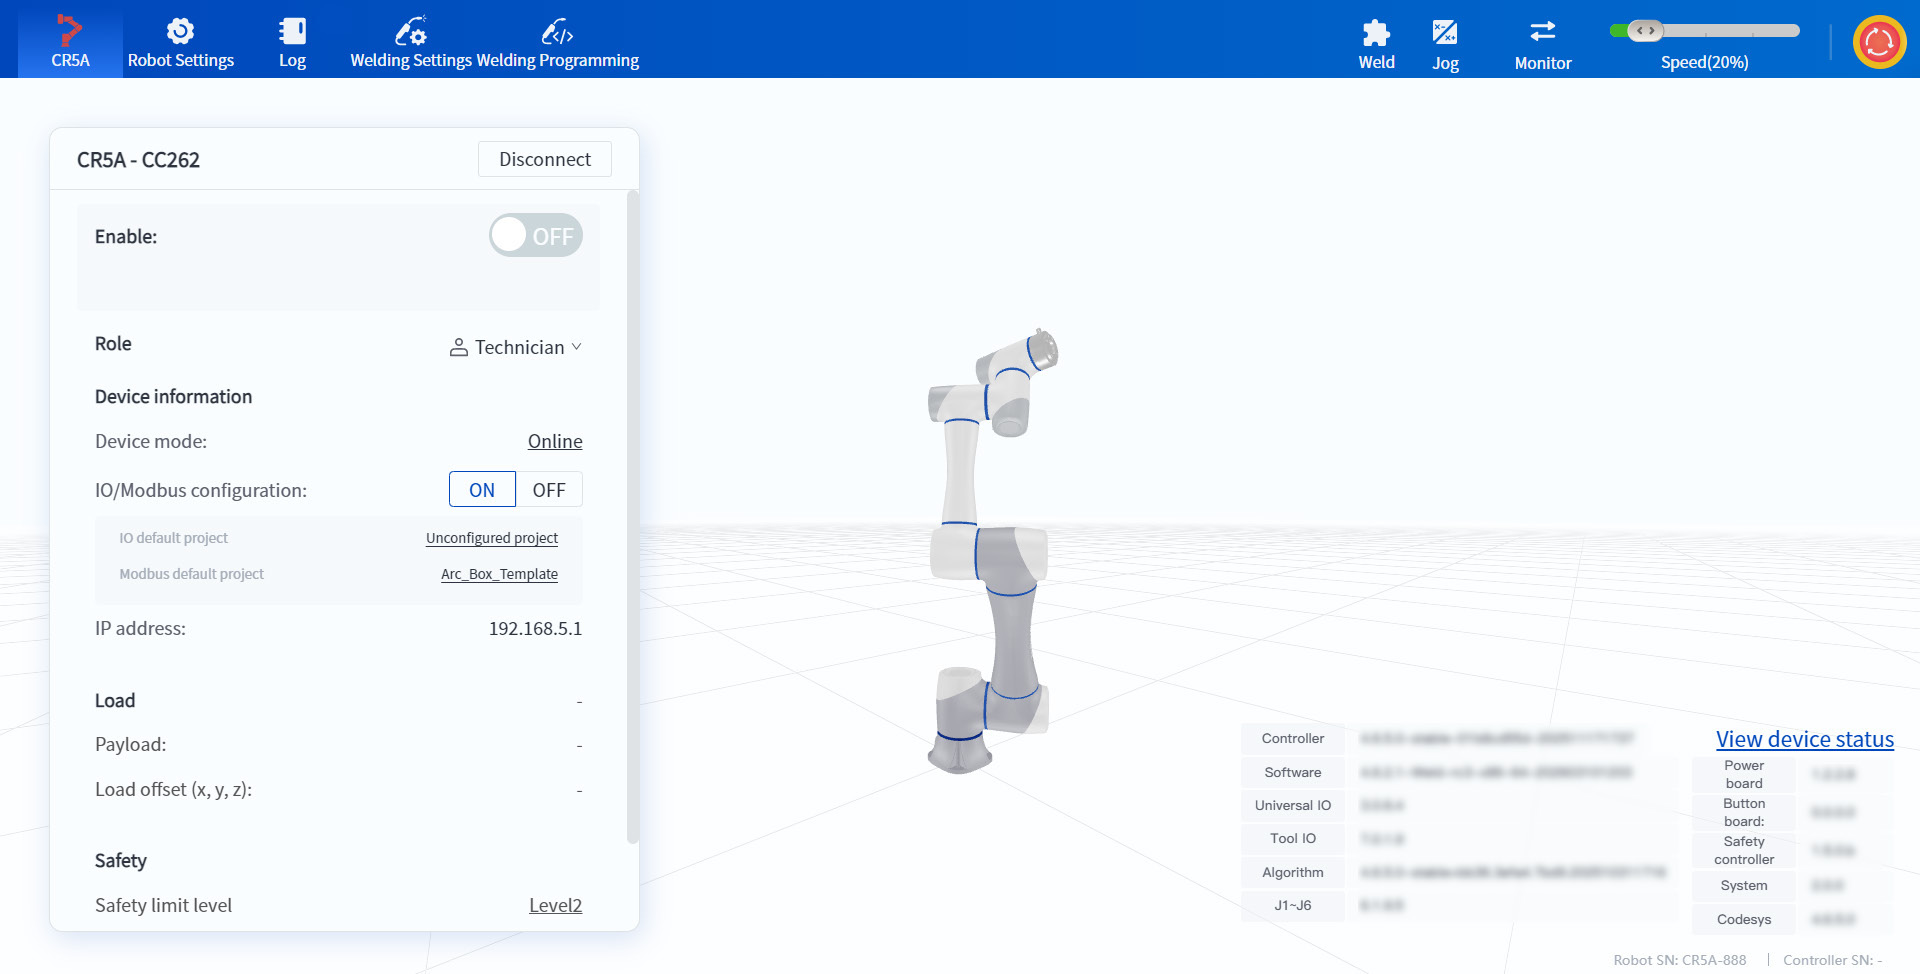 CR5A
Robot Settings
Log
Welding Settings
Welding Programming
Weld
Jog
Monitor
Speed(20%)
CR5A - CC262
Disconnect
Enable:
OFF
Role
Technician
Device information
Device mode:
Online
IO/Modbus configuration:
ON
OFF
IO default project
Unconfigured project
Modbus default project
Arc_Box_Template
IP address:
192.168.5.1
Load
-
Payload:
-
Load offset (x, y, z):
-
Safety
Safety limit level
Level2
Controller
Software
Universal IO
Tool IO
Algorithm
J1~J6
View device status
Power
board
Button
board:
Safety
controller
System
Codesys
Robot SN: CR5A-888
Controller SN: -